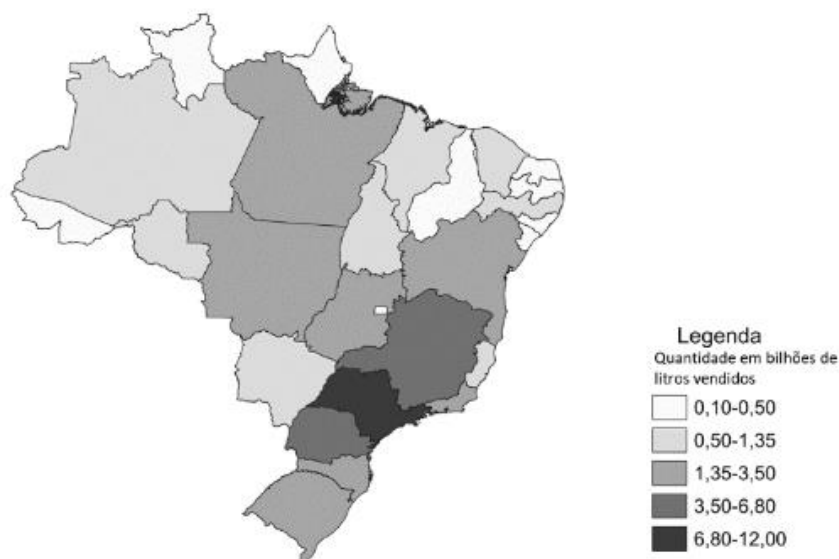 Legenda
Quantidade em bilhões de
litros vendidos
0,10-0,50
0,50-1,35
1,35-3,50
3,50-6,80
6,80-12,00